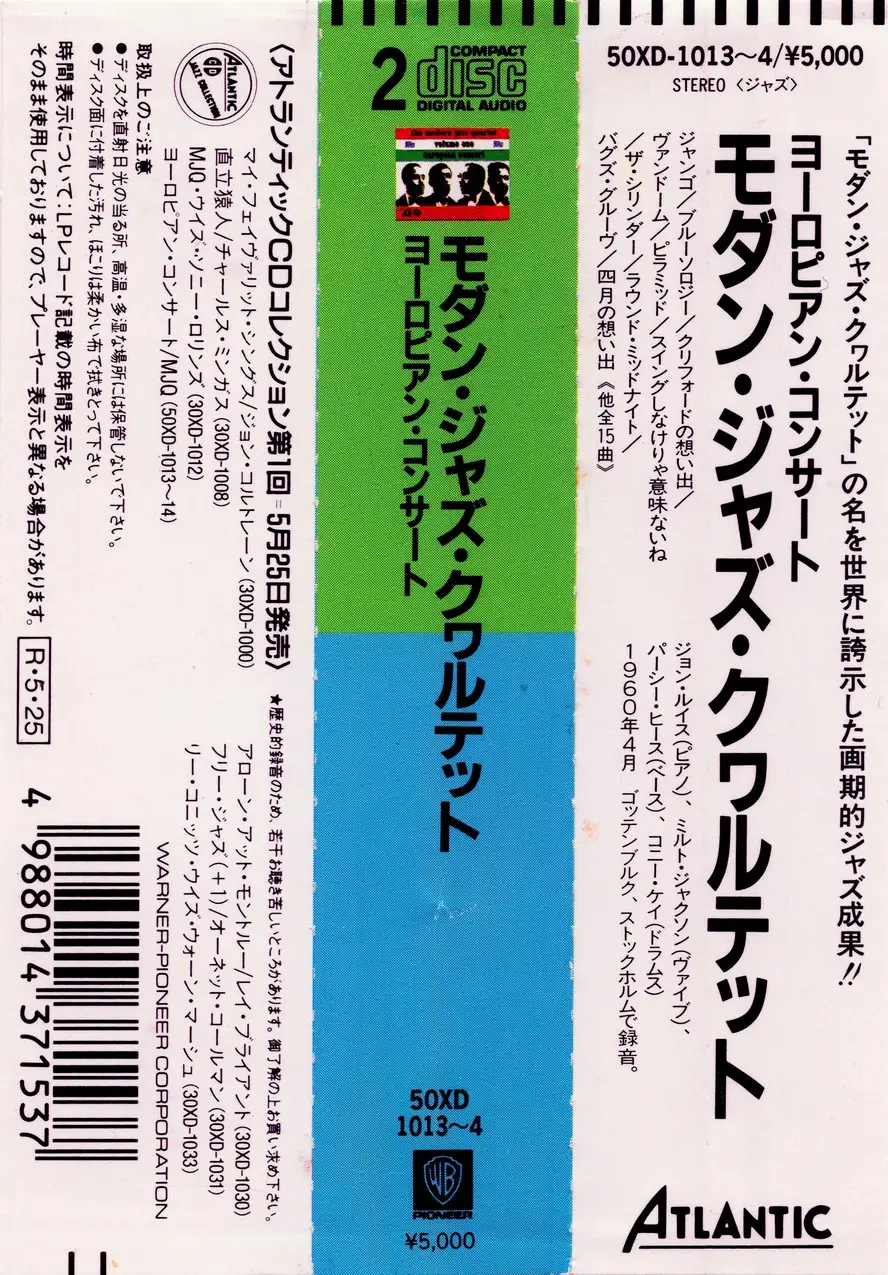 50XD-1013〜4/¥5,000
STEREO 〈ジャズ〉
「モダン・ジャズ・クヮルテット」の名を世界に誇示した画期的ジャズ成果!!
ヨーロピアン・コンサート
モダン・ジャズ・クヮルテット
ジャンゴ/ブルーソロジー/クリフォードの想い出/
ヴァンドーム/ピラミッド/スイングしなけりゃ意味ないね
/ザ・シリンダー/ラウンド・ミッドナイト/
バグズ・グルーヴ/四月の想い出《他全15曲》
ジョン・ルイス(ピアノ)、ミルト・ジャクソン(ヴァイブ)、
パーシー・ヒース(ベース)、コニー・ケイ(ドラムス)
1960年4月 ゴッテンブルク、ストックホルムで録音。
ATLANTIC
2
COMPACT
disc
DIGITAL AUDIO
the modern jazz quartet
volume one
european concert
モダン・ジャズ・クヮルテット
ヨーロピアン・コンサート
50XD
1013〜4
WB
PIONEER
¥5,000
ATLANTIC
CD
JAZZ COLLECTION
〈アトランティックCDコレクション第1回=5月25日発売〉
マイ・フェイヴァリット・シングス/ジョン・コルトレーン(30XD-1000)
直立猿人/チャールス・ミンガス(30XD-1008)
MJQ・ウイズ・ソニー・ロリンズ(30XD-1012)
ヨーロピアン・コンサート/MJQ(50XD-1013〜14)
★歴史的録音のため、若干お聴き苦しいところがあります。御了解の上お買い求め下さい。
アローン・アット・モントルー/レイ・ブライアント(30XD-1030)
フリー・ジャズ(+1)/オーネット・コールマン(30XD-1031)
リー・コニッツ・ウイズ・ウォーン・マーシュ(30XD-1033)
取扱上のご注意
●ディスクを直射日光の当る所、高温・多湿な場所には保管しないで下さい。
●ディスク面に付着した汚れ、ほこりは柔かい布で拭きとって下さい。
時間表示について:LPレコード記載の時間表示を
そのまま使用しておりますので、プレーヤー表示と異なる場合があります。
R・5・25
WARNER-PIONEER CORPORATION
4 988014 371537